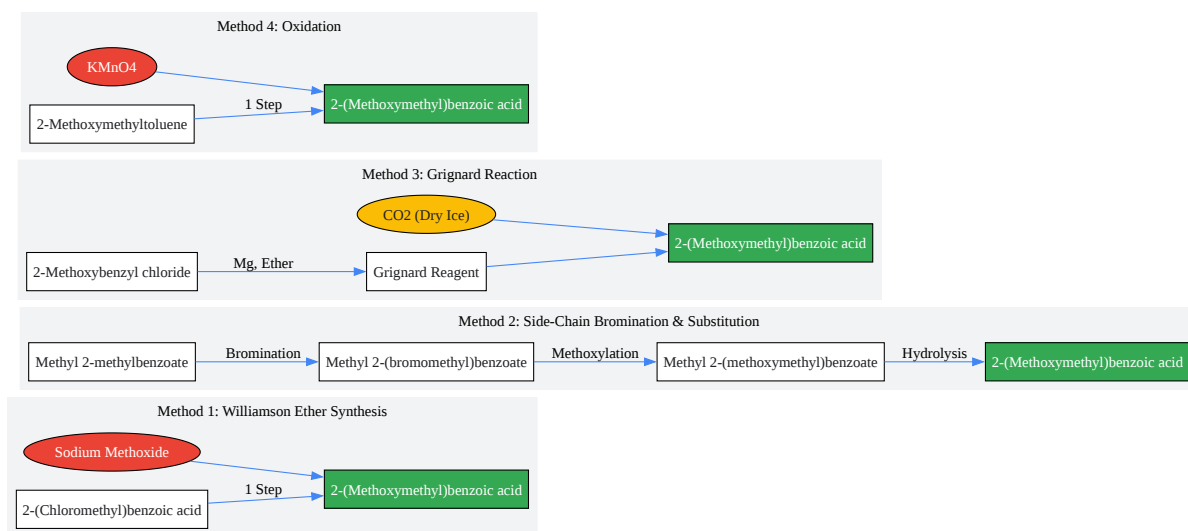 Method 4: Oxidation
KMnO4
1 Step
2-(Methoxymethyl)benzoic acid
2-Methoxymethyltoluene
Method 3: Grignard Reaction
CO2 (Dry Ice)
2-(Methoxymethyl)benzoic acid
2-Methoxybenzyl chloride
Mg, Ether
Grignard Reagent
Method 2: Side-Chain Bromination & Substitution
Methyl 2-methylbenzoate
Bromination
Methyl 2-(bromomethyl)benzoate
Methoxylation
Methyl 2-(methoxymethyl)benzoate
Hydrolysis
2-(Methoxymethyl)benzoic acid
Method 1: Williamson Ether Synthesis
Sodium Methoxide
1 Step
2-(Methoxymethyl)benzoic acid
2-(Chloromethyl)benzoic acid